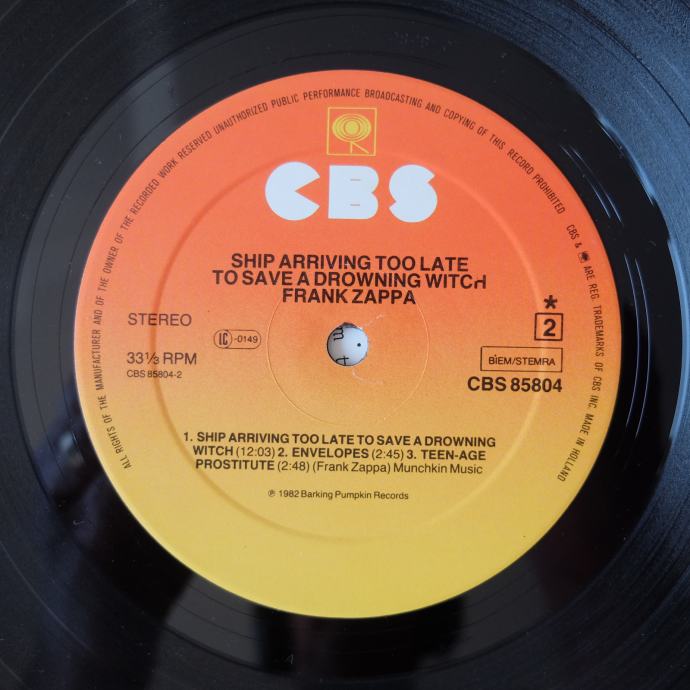 ALL RIGHTS OF THE MANUFACTURER AND OF THE OWNER OF THE RECORDED WORK RESERVED UNAUTHORIZED PUBLIC PERFORMANCE BROADCASTING AND COPYING OF THIS RECORD PROHIBITED CBS & ARE REG. TRADEMARKS OF CBS INC. MADE IN HOLLAND
CBS
SHIP ARRIVING TOO LATE
TO SAVE A DROWNING WITCH
FRANK ZAPPA
STEREO
LC -0149
*
2
33⅓ RPM
CBS 85804-2
BIEM/STEMRA
CBS 85804
1. SHIP ARRIVING TOO LATE TO SAVE A DROWNING
WITCH (12:03) 2. ENVELOPES (2:45) 3. TEEN-AGE
PROSTITUTE (2:48) (Frank Zappa) Munchkin Music
℗ 1982 Barking Pumpkin Records